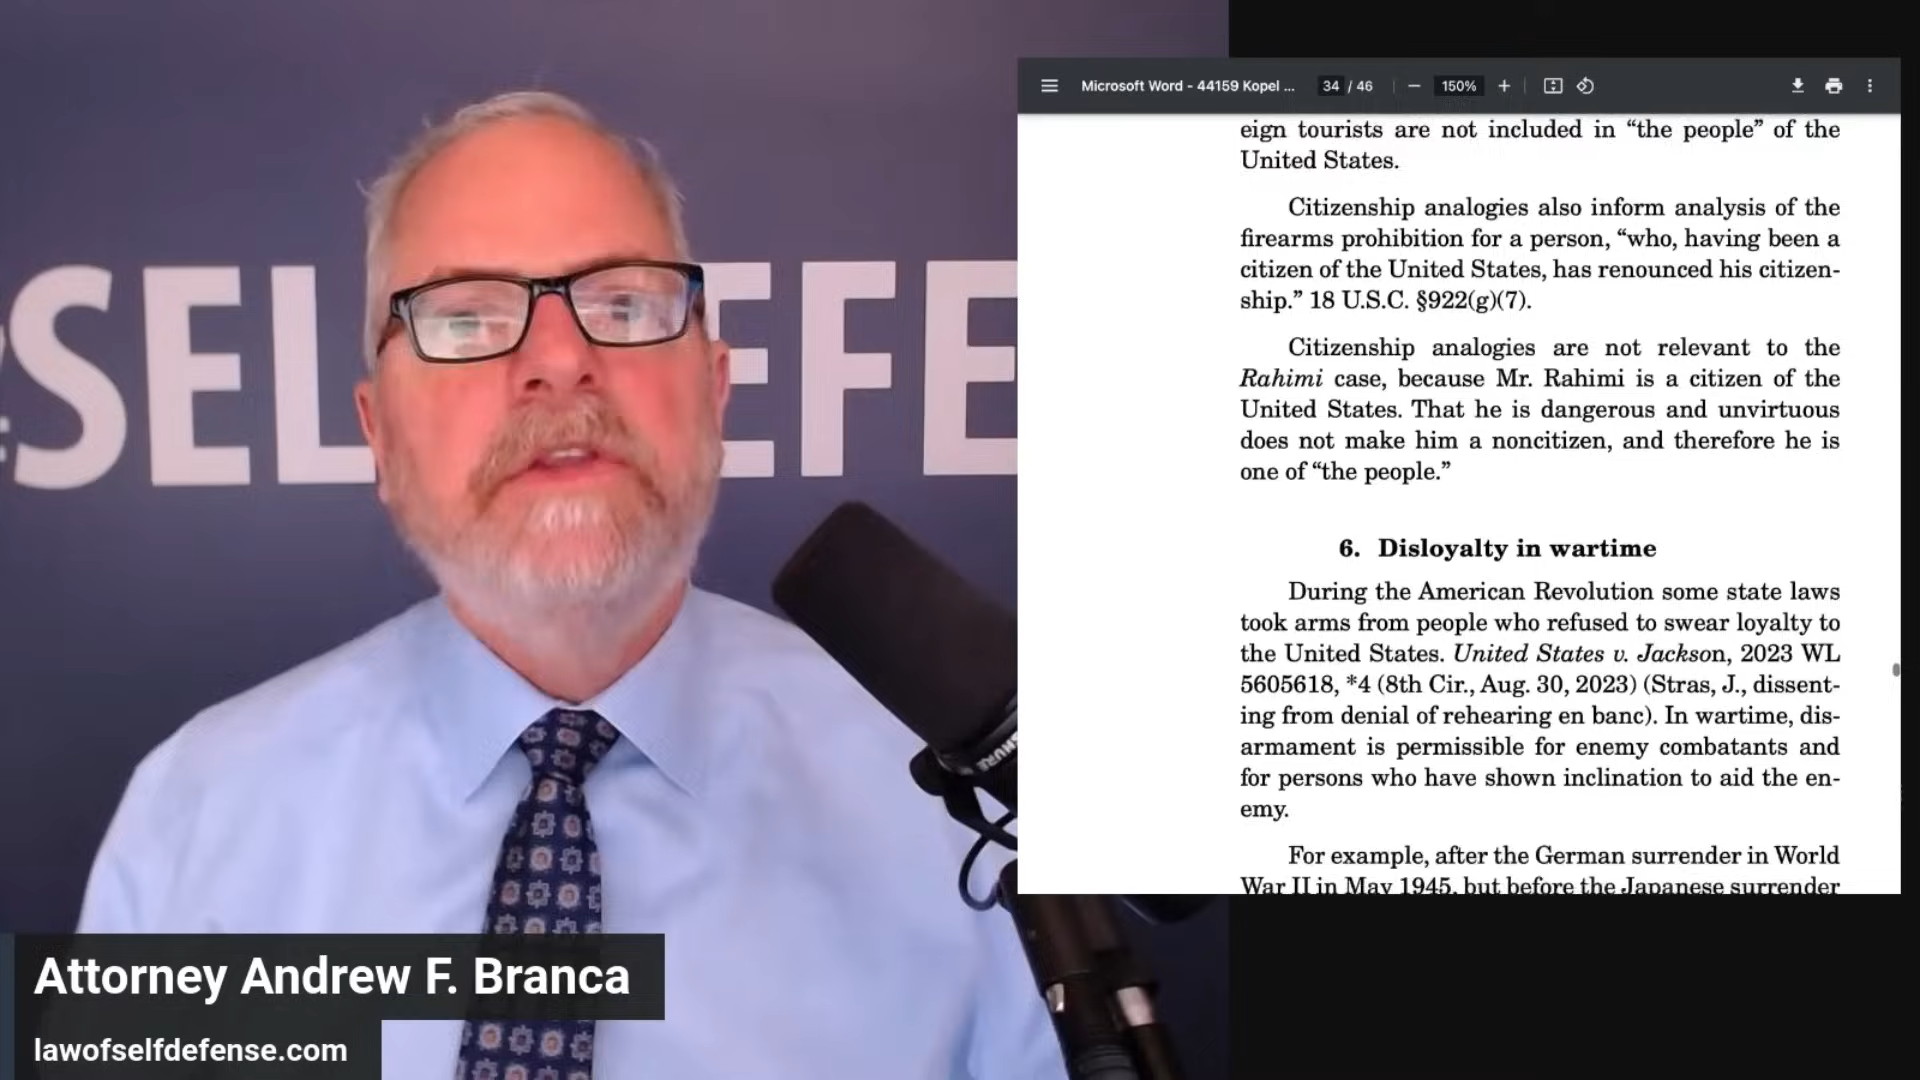 SEL EFE
Microsoft Word - 44159 Kopel ... 34 / 46 150%
eign tourists are not included in “the people” of the
United States.
Citizenship analogies also inform analysis of the
firearms prohibition for a person, “who, having been a
citizen of the United States, has renounced his citizen-
ship.” 18 U.S.C. §922(g)(7).
Citizenship analogies are not relevant to the
Rahimi case, because Mr. Rahimi is a citizen of the
United States. That he is dangerous and unvirtuous
does not make him a noncitizen, and therefore he is
one of “the people.”
6. Disloyalty in wartime
During the American Revolution some state laws
took arms from people who refused to swear loyalty to
the United States. United States v. Jackson, 2023 WL
5605618, *4 (8th Cir., Aug. 30, 2023) (Stras, J., dissent-
ing from denial of rehearing en banc). In wartime, dis-
armament is permissible for enemy combatants and
for persons who have shown inclination to aid the en-
emy.
For example, after the German surrender in World
War II in May 1945, but before the Japanese surrender
SHURE
Attorney Andrew F. Branca
lawofselfdefense.com